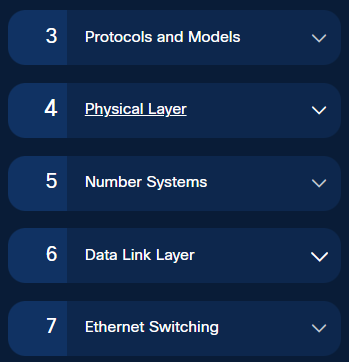 3 Protocols and Models
4 Physical Layer
5 Number Systems
6 Data Link Layer
7 Ethernet Switching